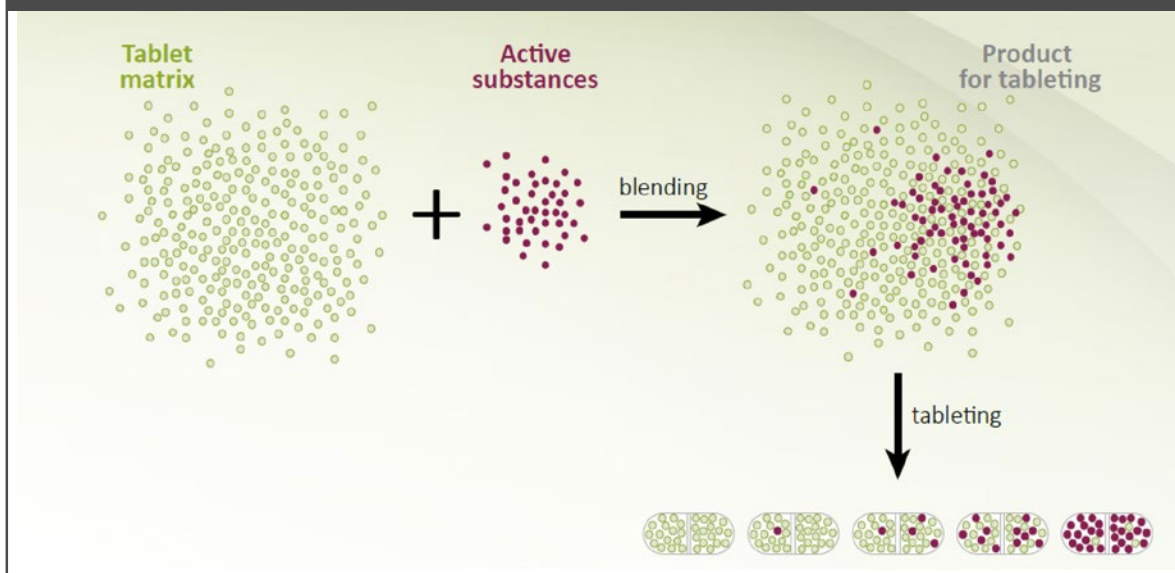 Tablet
matrix
Active
substances
Product
for tableting
blending
tableting